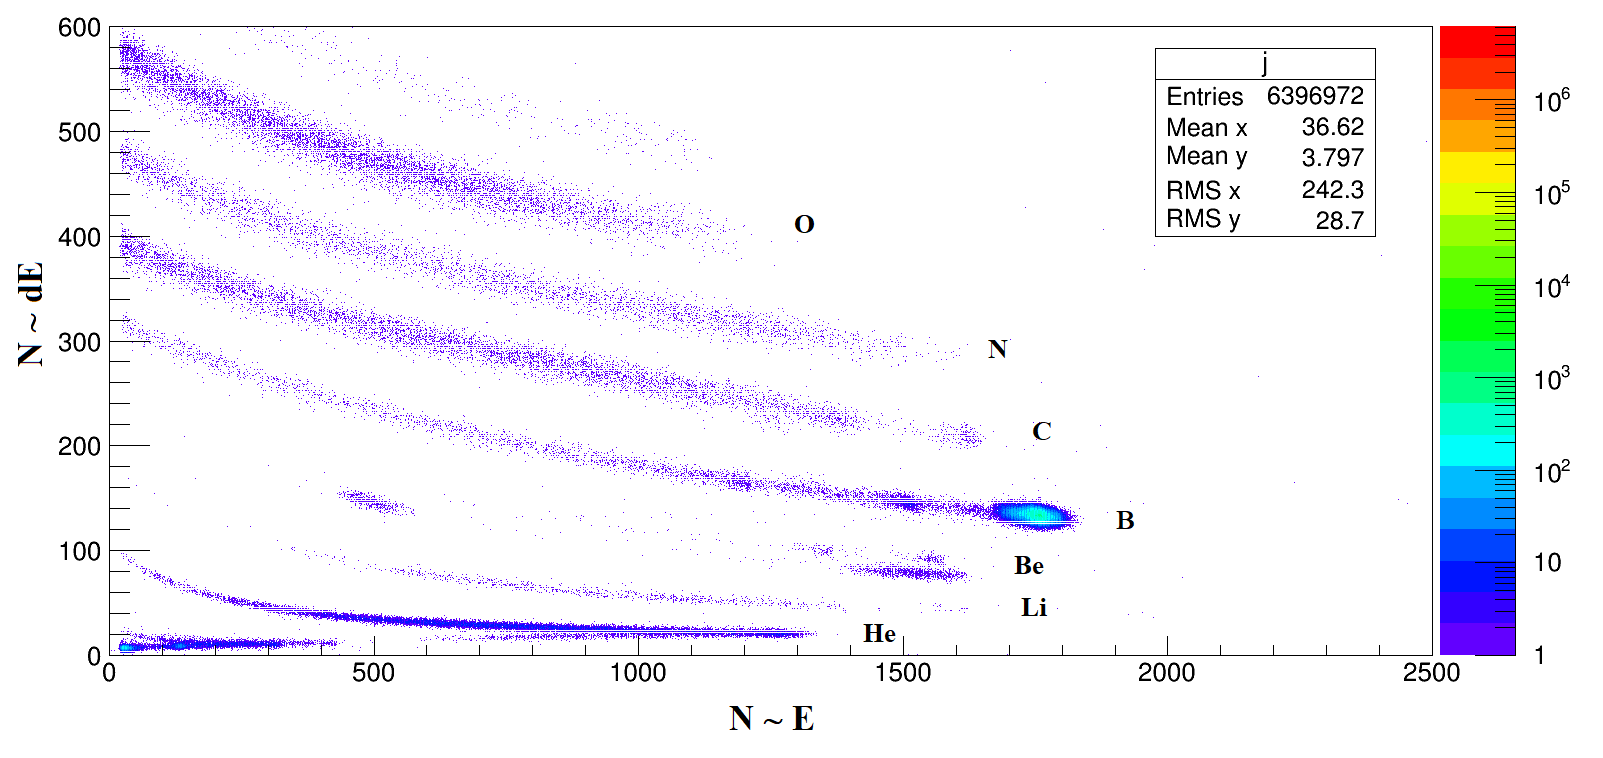 j
Entries 6396972
Mean x 36.62
Mean y 3.797
RMS x 242.3
RMS y 28.7
600
500
400
300
200
100
0
N ~ dE
O
N
C
B
Be
Li
He
0 500 1000 1500 2000 2500
N ~ E
10^6
10^5
10^4
10^3
10^2
10
1